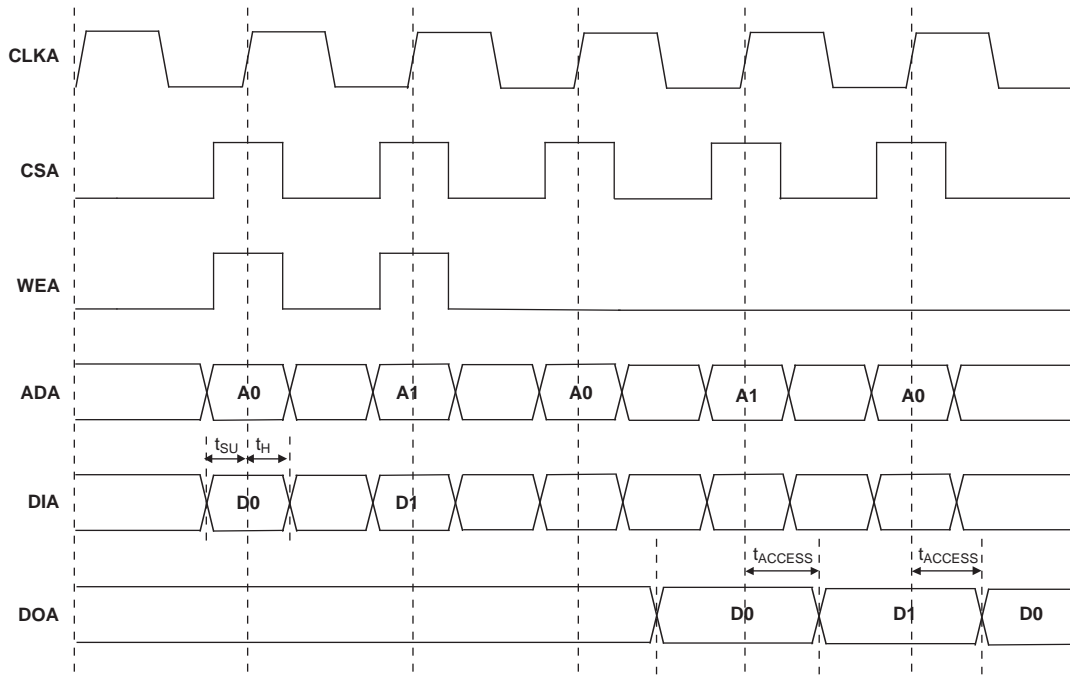 CLKA
CSA
WEA
ADA A0 A1 A0 A1 A0
tSU tH
DIA D0 D1
tACCESS tACCESS
DOA D0 D1 D0